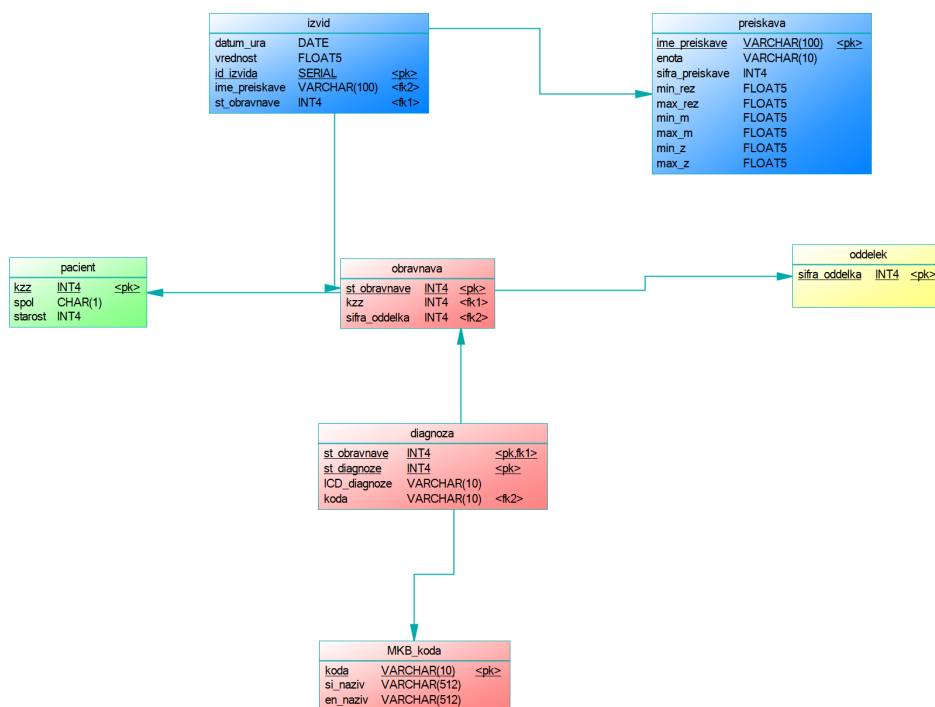 izvid
datum_ura DATE
vrednost FLOAT5
id_izvida SERIAL <pk>
ime_preiskave VARCHAR(100) <fk2>
st_obravnave INT4 <fk1>
preiskava
ime_preiskave VARCHAR(100) <pk>
enota VARCHAR(10)
sifra_preiskave INT4
min_rez FLOAT5
max_rez FLOAT5
min_m FLOAT5
max_m FLOAT5
min_z FLOAT5
max_z FLOAT5
pacient
kzz INT4 <pk>
spol CHAR(1)
starost INT4
obravnava
st_obravnave INT4 <pk>
kzz INT4 <fk1>
sifra_oddelka INT4 <fk2>
oddelek
sifra_oddelka INT4 <pk>
diagnoza
st_obravnave INT4 <pk,fk1>
st_diagnoze INT4 <pk>
ICD_diagnoze VARCHAR(10)
koda VARCHAR(10) <fk2>
MKB_koda
koda VARCHAR(10) <pk>
si_naziv VARCHAR(512)
en_naziv VARCHAR(512)